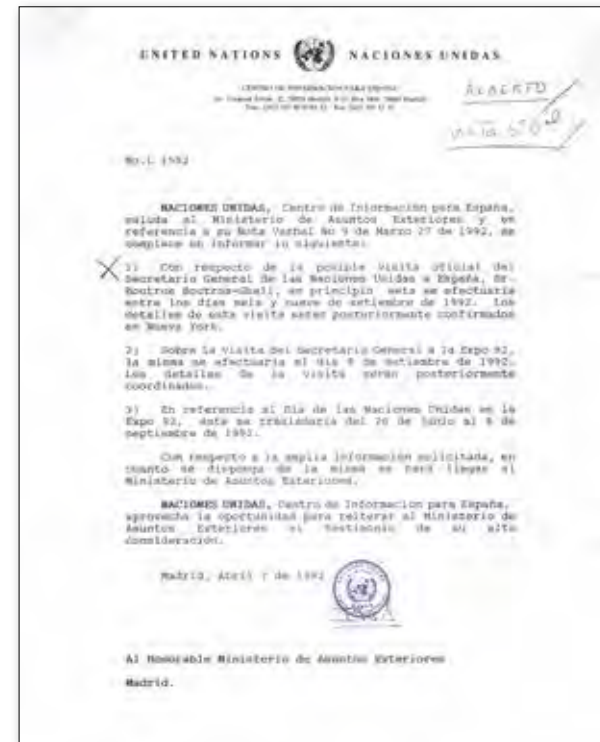 UNITED NATIONS NACIONES UNIDAS
CENTRO DE INFORMACION PARA ESPAÑA
ALBERTO
No.L 1592
NACIONES UNIDAS, Centro de Información para España,
saluda al Ministerio de Asuntos Exteriores y en
referencia a su Nota Verbal No 9 de Marzo 27 de 1992, se
complace en informar lo siguiente:
X 1) Con respecto de la posible visita oficial del
Secretario General de las Naciones Unidas a España, Sr.
Boutros Boutros-Ghali, en principio esta se efectuaría
entre los días seis y nueve de setiembre de 1992. Los
detalles de esta visita serán posteriormente confirmados
en Nueva York.
2) Sobre la visita del Secretario General a la Expo 92,
la misma se efectuaría el día 8 de Setiembre de 1992.
Los detalles de la visita serán posteriormente
coordinados.
3) En referencia al Día de las Naciones Unidas en la
Expo 92, éste se trasladaría del 26 de Junio al 8 de
septiembre de 1992.
Con respecto a la amplia información solicitada, en
cuanto se disponga de la misma se hará llegar al
Ministerio de Asuntos Exteriores.
NACIONES UNIDAS, Centro de Información para España,
aprovecha la oportunidad para reiterar al Ministerio de
Asuntos Exteriores el testimonio de su alta
consideración.
Madrid, Abril 7 de 1992
Al Honorable Ministerio de Asuntos Exteriores
Madrid.